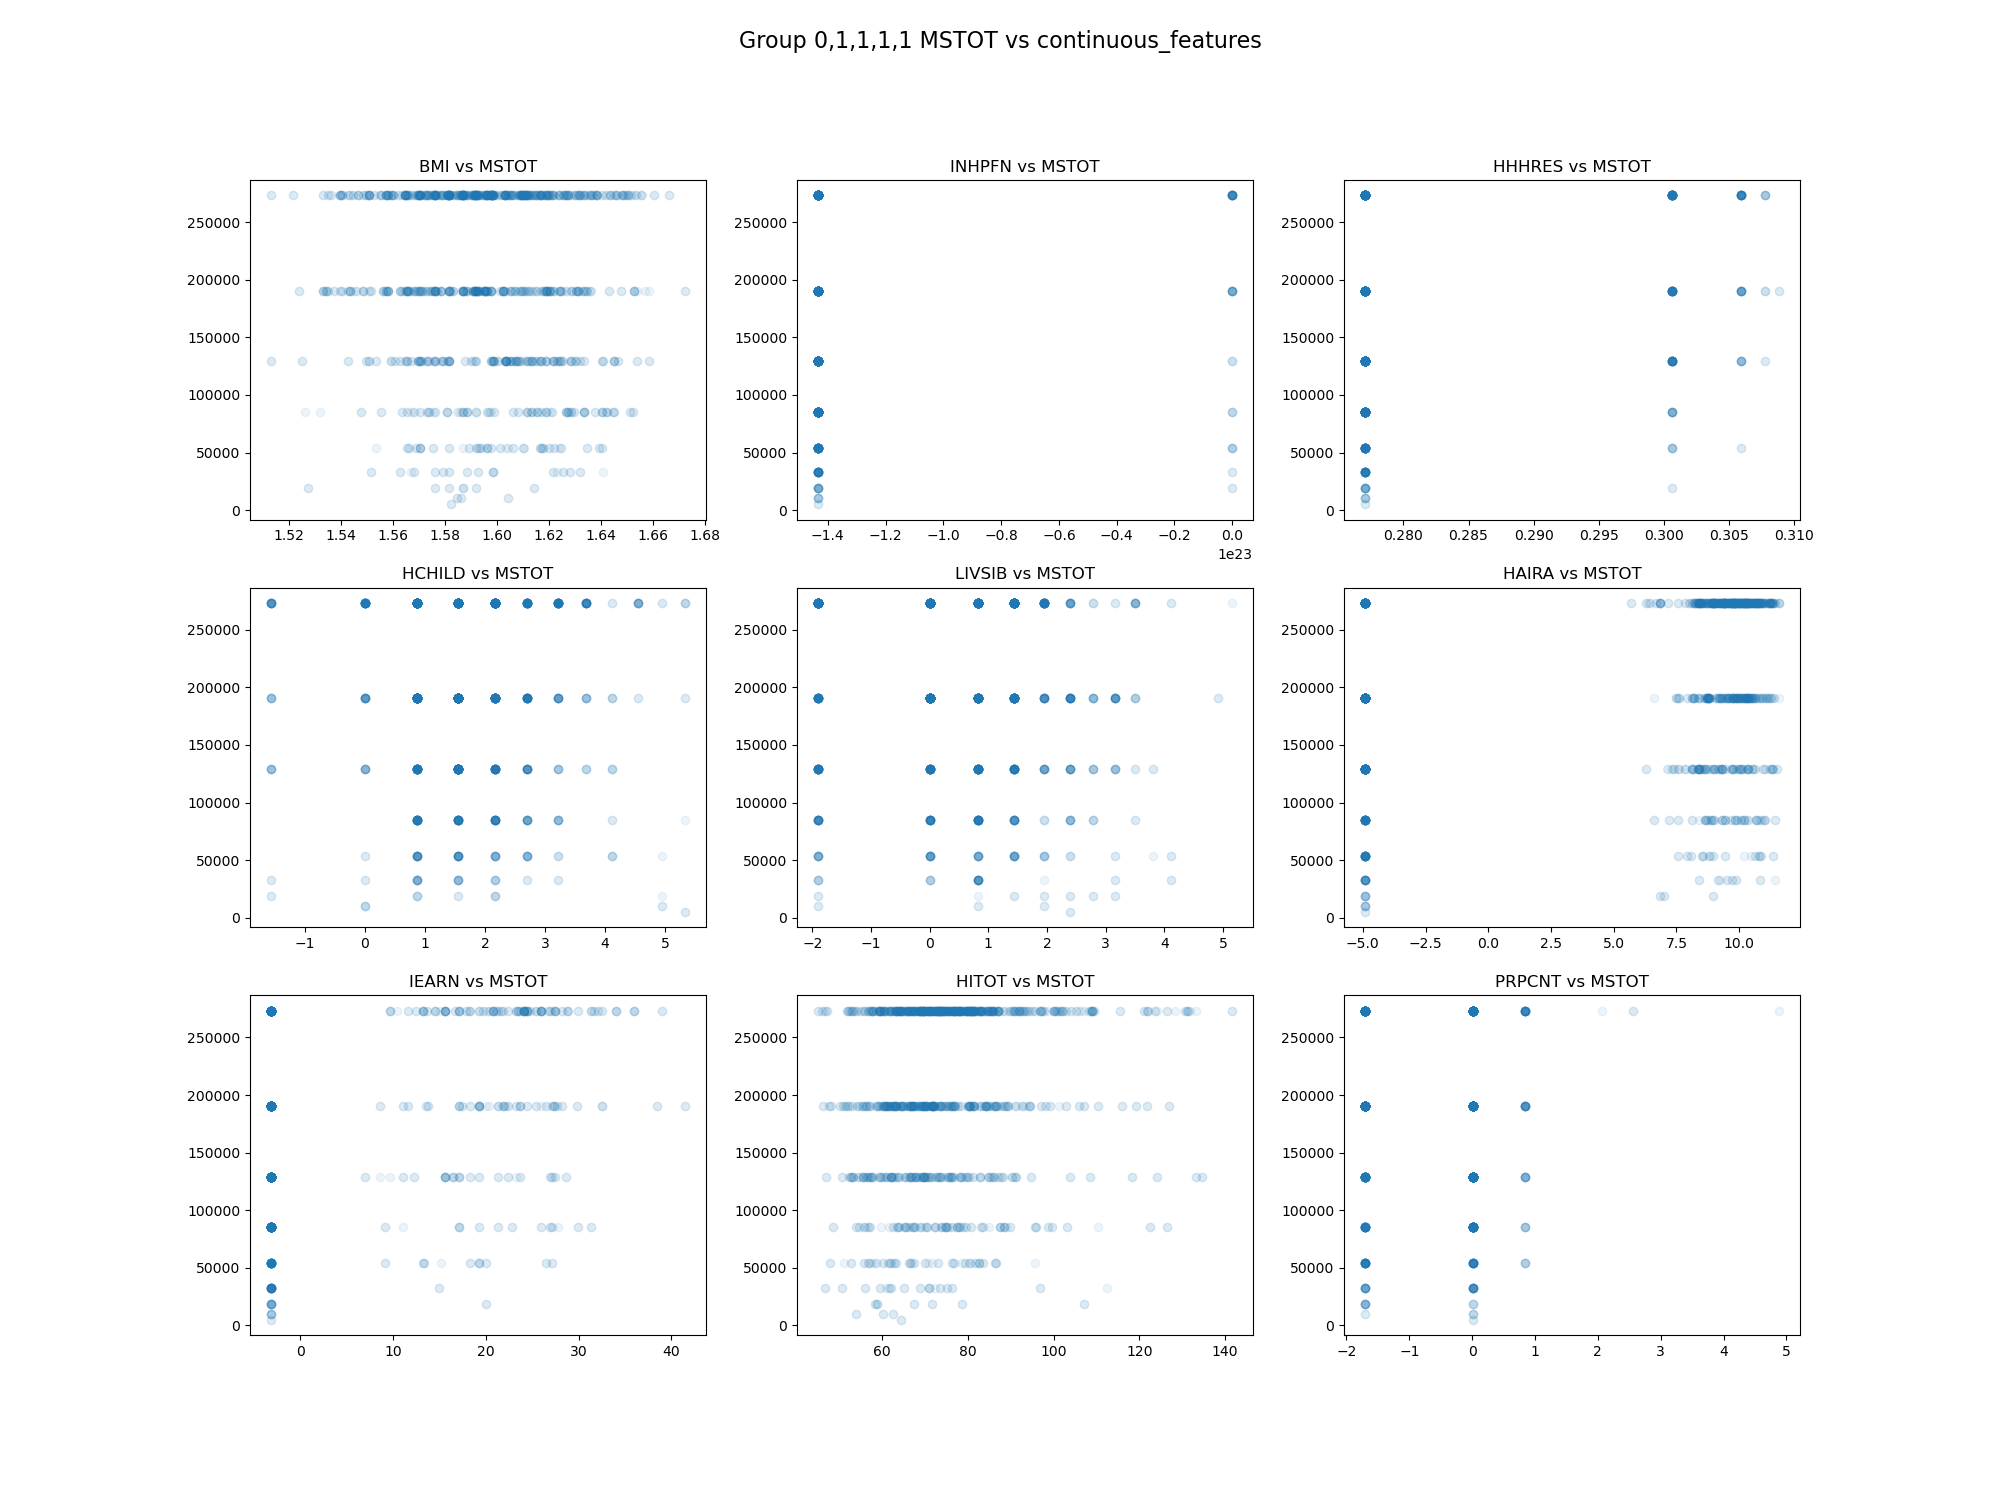 Group 0,1,1,1,1 MSTOT vs continuous_features
BMI vs MSTOT
INHPFN vs MSTOT
HHHRES vs MSTOT
250000
200000
150000
100000
50000
0
1.52 1.54 1.56 1.58 1.60 1.62 1.64 1.66 1.68
250000
200000
150000
100000
50000
0
−1.4 −1.2 −1.0 −0.8 −0.6 −0.4 −0.2 0.0
1e23
250000
200000
150000
100000
50000
0
0.280 0.285 0.290 0.295 0.300 0.305 0.310
HCHILD vs MSTOT
LIVSIB vs MSTOT
HAIRA vs MSTOT
250000
200000
150000
100000
50000
0
−1 0 1 2 3 4 5
250000
200000
150000
100000
50000
0
−2 −1 0 1 2 3 4 5
250000
200000
150000
100000
50000
0
−5.0 −2.5 0.0 2.5 5.0 7.5 10.0
IEARN vs MSTOT
HITOT vs MSTOT
PRPCNT vs MSTOT
250000
200000
150000
100000
50000
0
0 10 20 30 40
250000
200000
150000
100000
50000
0
60 80 100 120 140
250000
200000
150000
100000
50000
0
−2 −1 0 1 2 3 4 5